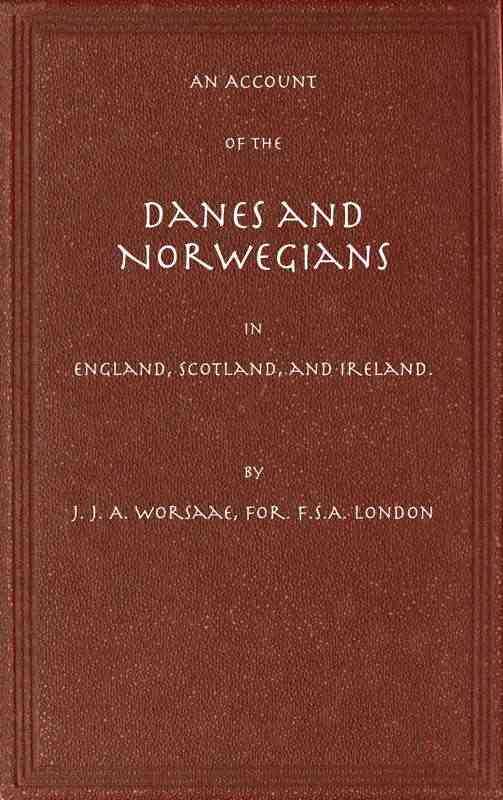 AN ACCOUNT
OF THE
DANES AND
NORWEGIANS
IN
ENGLAND, SCOTLAND, AND IRELAND.
BY
J. J. A. WORSAAE, FOR. F.S.A. LONDON